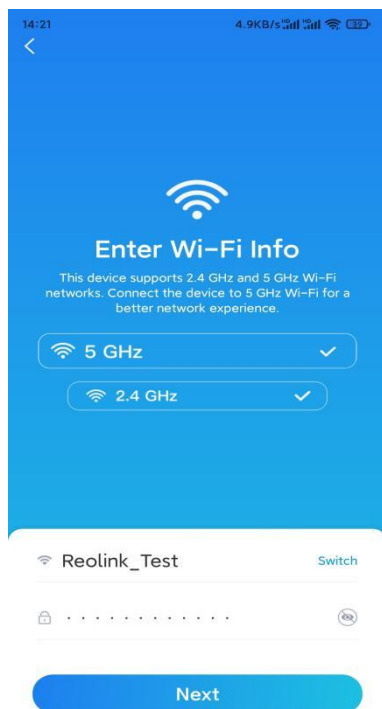 14:21
4.9KB/s 39
Enter Wi-Fi Info
This device supports 2.4 GHz and 5 GHz Wi-Fi
networks. Connect the device to 5 GHz Wi-Fi for a
better network experience.
5 GHz
2.4 GHz
Reolink_Test
Switch
Next